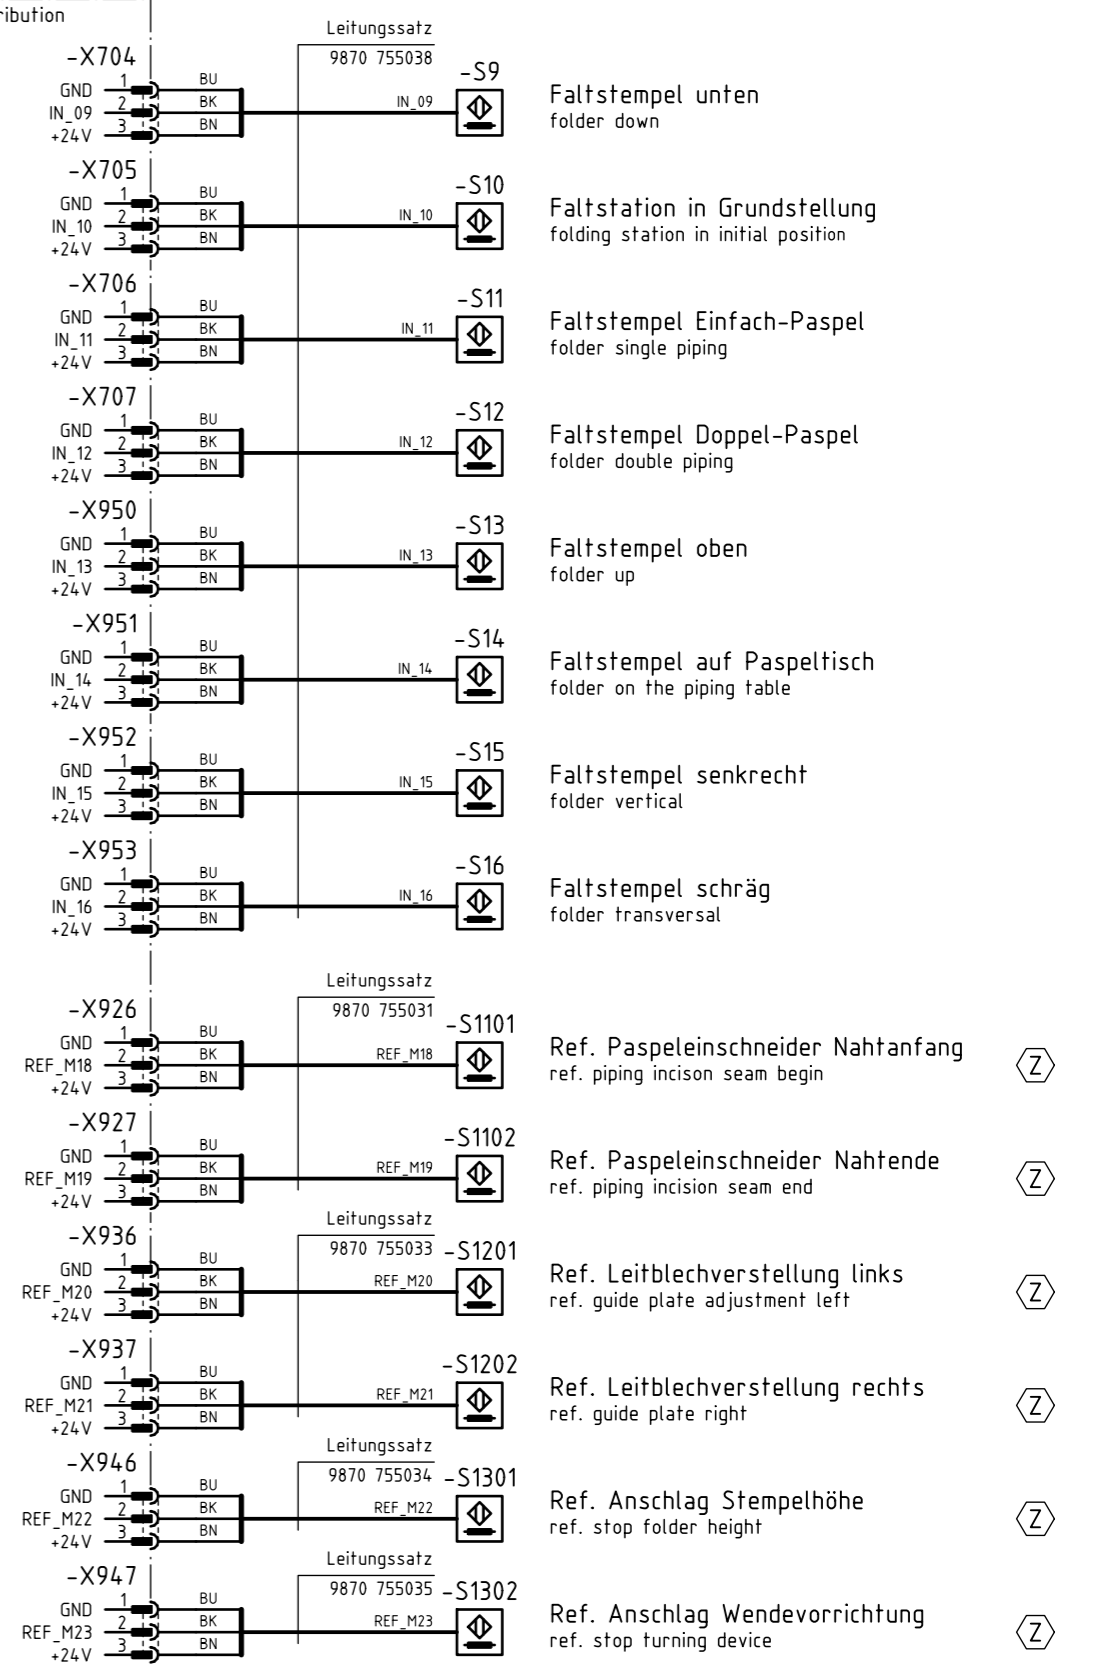 ribution
Leitungssatz
9870 755038
-X704
GND 1 BU
IN_09 2 BK IN_09
+24V 3 BN
-S9
Faltstempel unten
folder down
-X705
GND 1 BU
IN_10 2 BK IN_10
+24V 3 BN
-S10
Faltstation in Grundstellung
folding station in initial position
-X706
GND 1 BU
IN_11 2 BK IN_11
+24V 3 BN
-S11
Faltstempel Einfach-Paspel
folder single piping
-X707
GND 1 BU
IN_12 2 BK IN_12
+24V 3 BN
-S12
Faltstempel Doppel-Paspel
folder double piping
-X950
GND 1 BU
IN_13 2 BK IN_13
+24V 3 BN
-S13
Faltstempel oben
folder up
-X951
GND 1 BU
IN_14 2 BK IN_14
+24V 3 BN
-S14
Faltstempel auf Paspeltisch
folder on the piping table
-X952
GND 1 BU
IN_15 2 BK IN_15
+24V 3 BN
-S15
Faltstempel senkrecht
folder vertical
-X953
GND 1 BU
IN_16 2 BK IN_16
+24V 3 BN
-S16
Faltstempel schräg
folder transversal
Leitungssatz
9870 755031
-X926
GND 1 BU
REF_M18 2 BK REF_M18
+24V 3 BN
-S1101
Ref. Paspeleinschneider Nahtanfang
ref. piping incison seam begin
Z
-X927
GND 1 BU
REF_M19 2 BK REF_M19
+24V 3 BN
-S1102
Ref. Paspeleinschneider Nahtende
ref. piping incision seam end
Z
Leitungssatz
9870 755033
-X936
GND 1 BU
REF_M20 2 BK REF_M20
+24V 3 BN
-S1201
Ref. Leitblechverstellung links
ref. guide plate adjustment left
Z
-X937
GND 1 BU
REF_M21 2 BK REF_M21
+24V 3 BN
-S1202
Ref. Leitblechverstellung rechts
ref. guide plate right
Z
Leitungssatz
9870 755034
-X946
GND 1 BU
REF_M22 2 BK REF_M22
+24V 3 BN
-S1301
Ref. Anschlag Stempelhöhe
ref. stop folder height
Z
Leitungssatz
9870 755035
-X947
GND 1 BU
REF_M23 2 BK REF_M23
+24V 3 BN
-S1302
Ref. Anschlag Wendevorrichtung
ref. stop turning device
Z